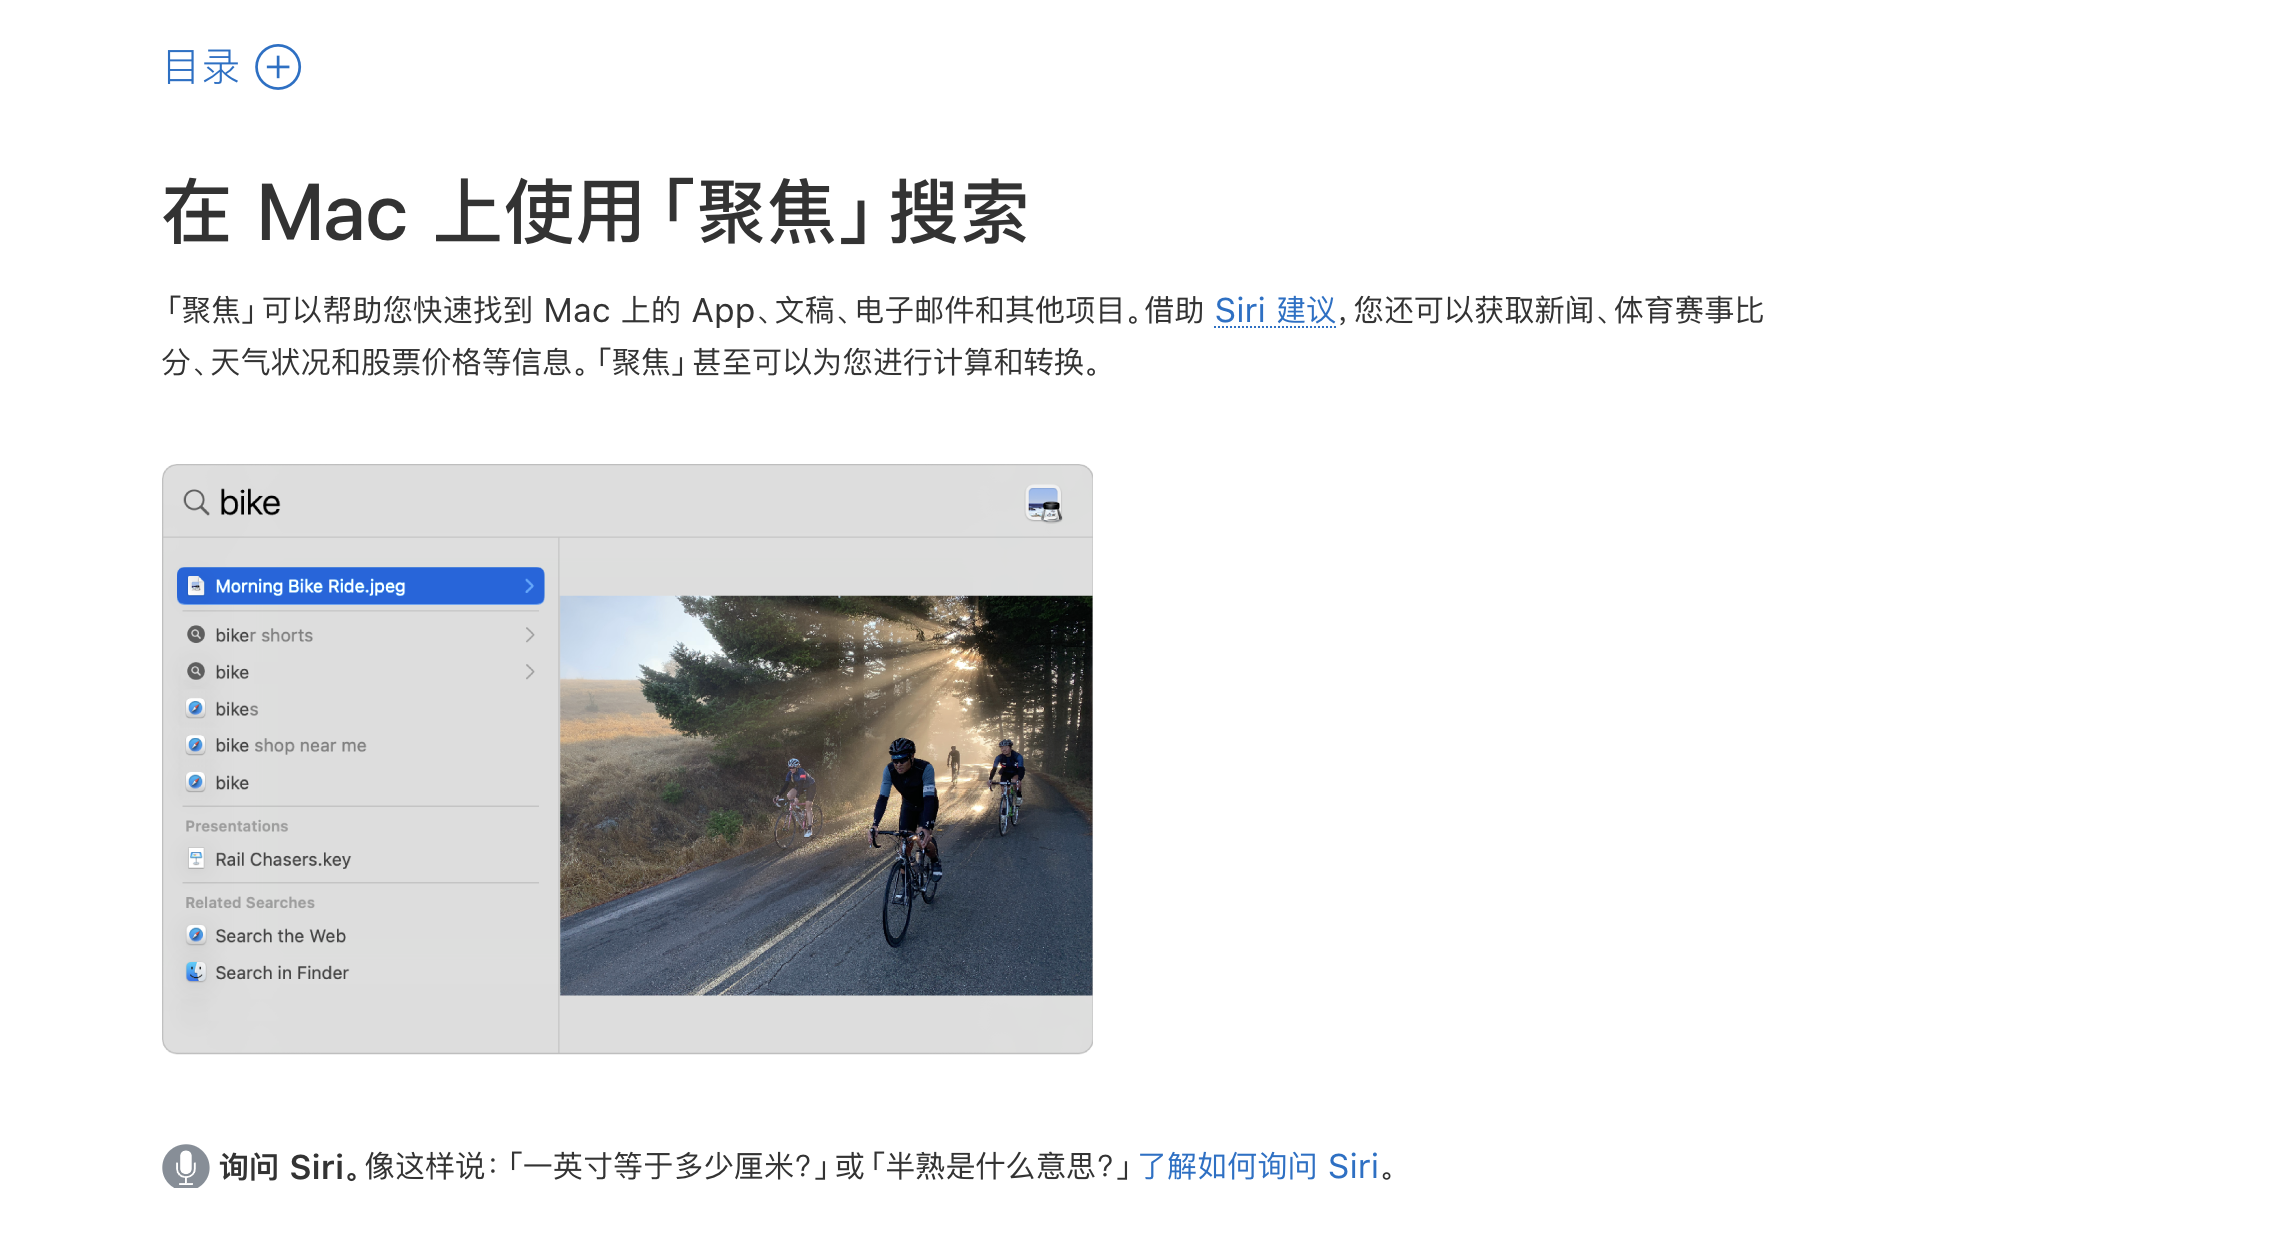 目录
在 Mac 上使用「聚焦」搜索
「聚焦」可以帮助您快速找到 Mac 上的 App、文稿、电子邮件和其他项目。借助 Siri 建议，您还可以获取新闻、体育赛事比
分、天气状况和股票价格等信息。「聚焦」甚至可以为您进行计算和转换。
bike
Morning Bike Ride.jpeg
biker shorts
bike
bikes
bike shop near me
bike
Presentations
Rail Chasers.key
Related Searches
Search the Web
Search in Finder
询问 Siri。像这样说：「一英寸等于多少厘米？」或「半熟是什么意思？」了解如何询问 Siri。